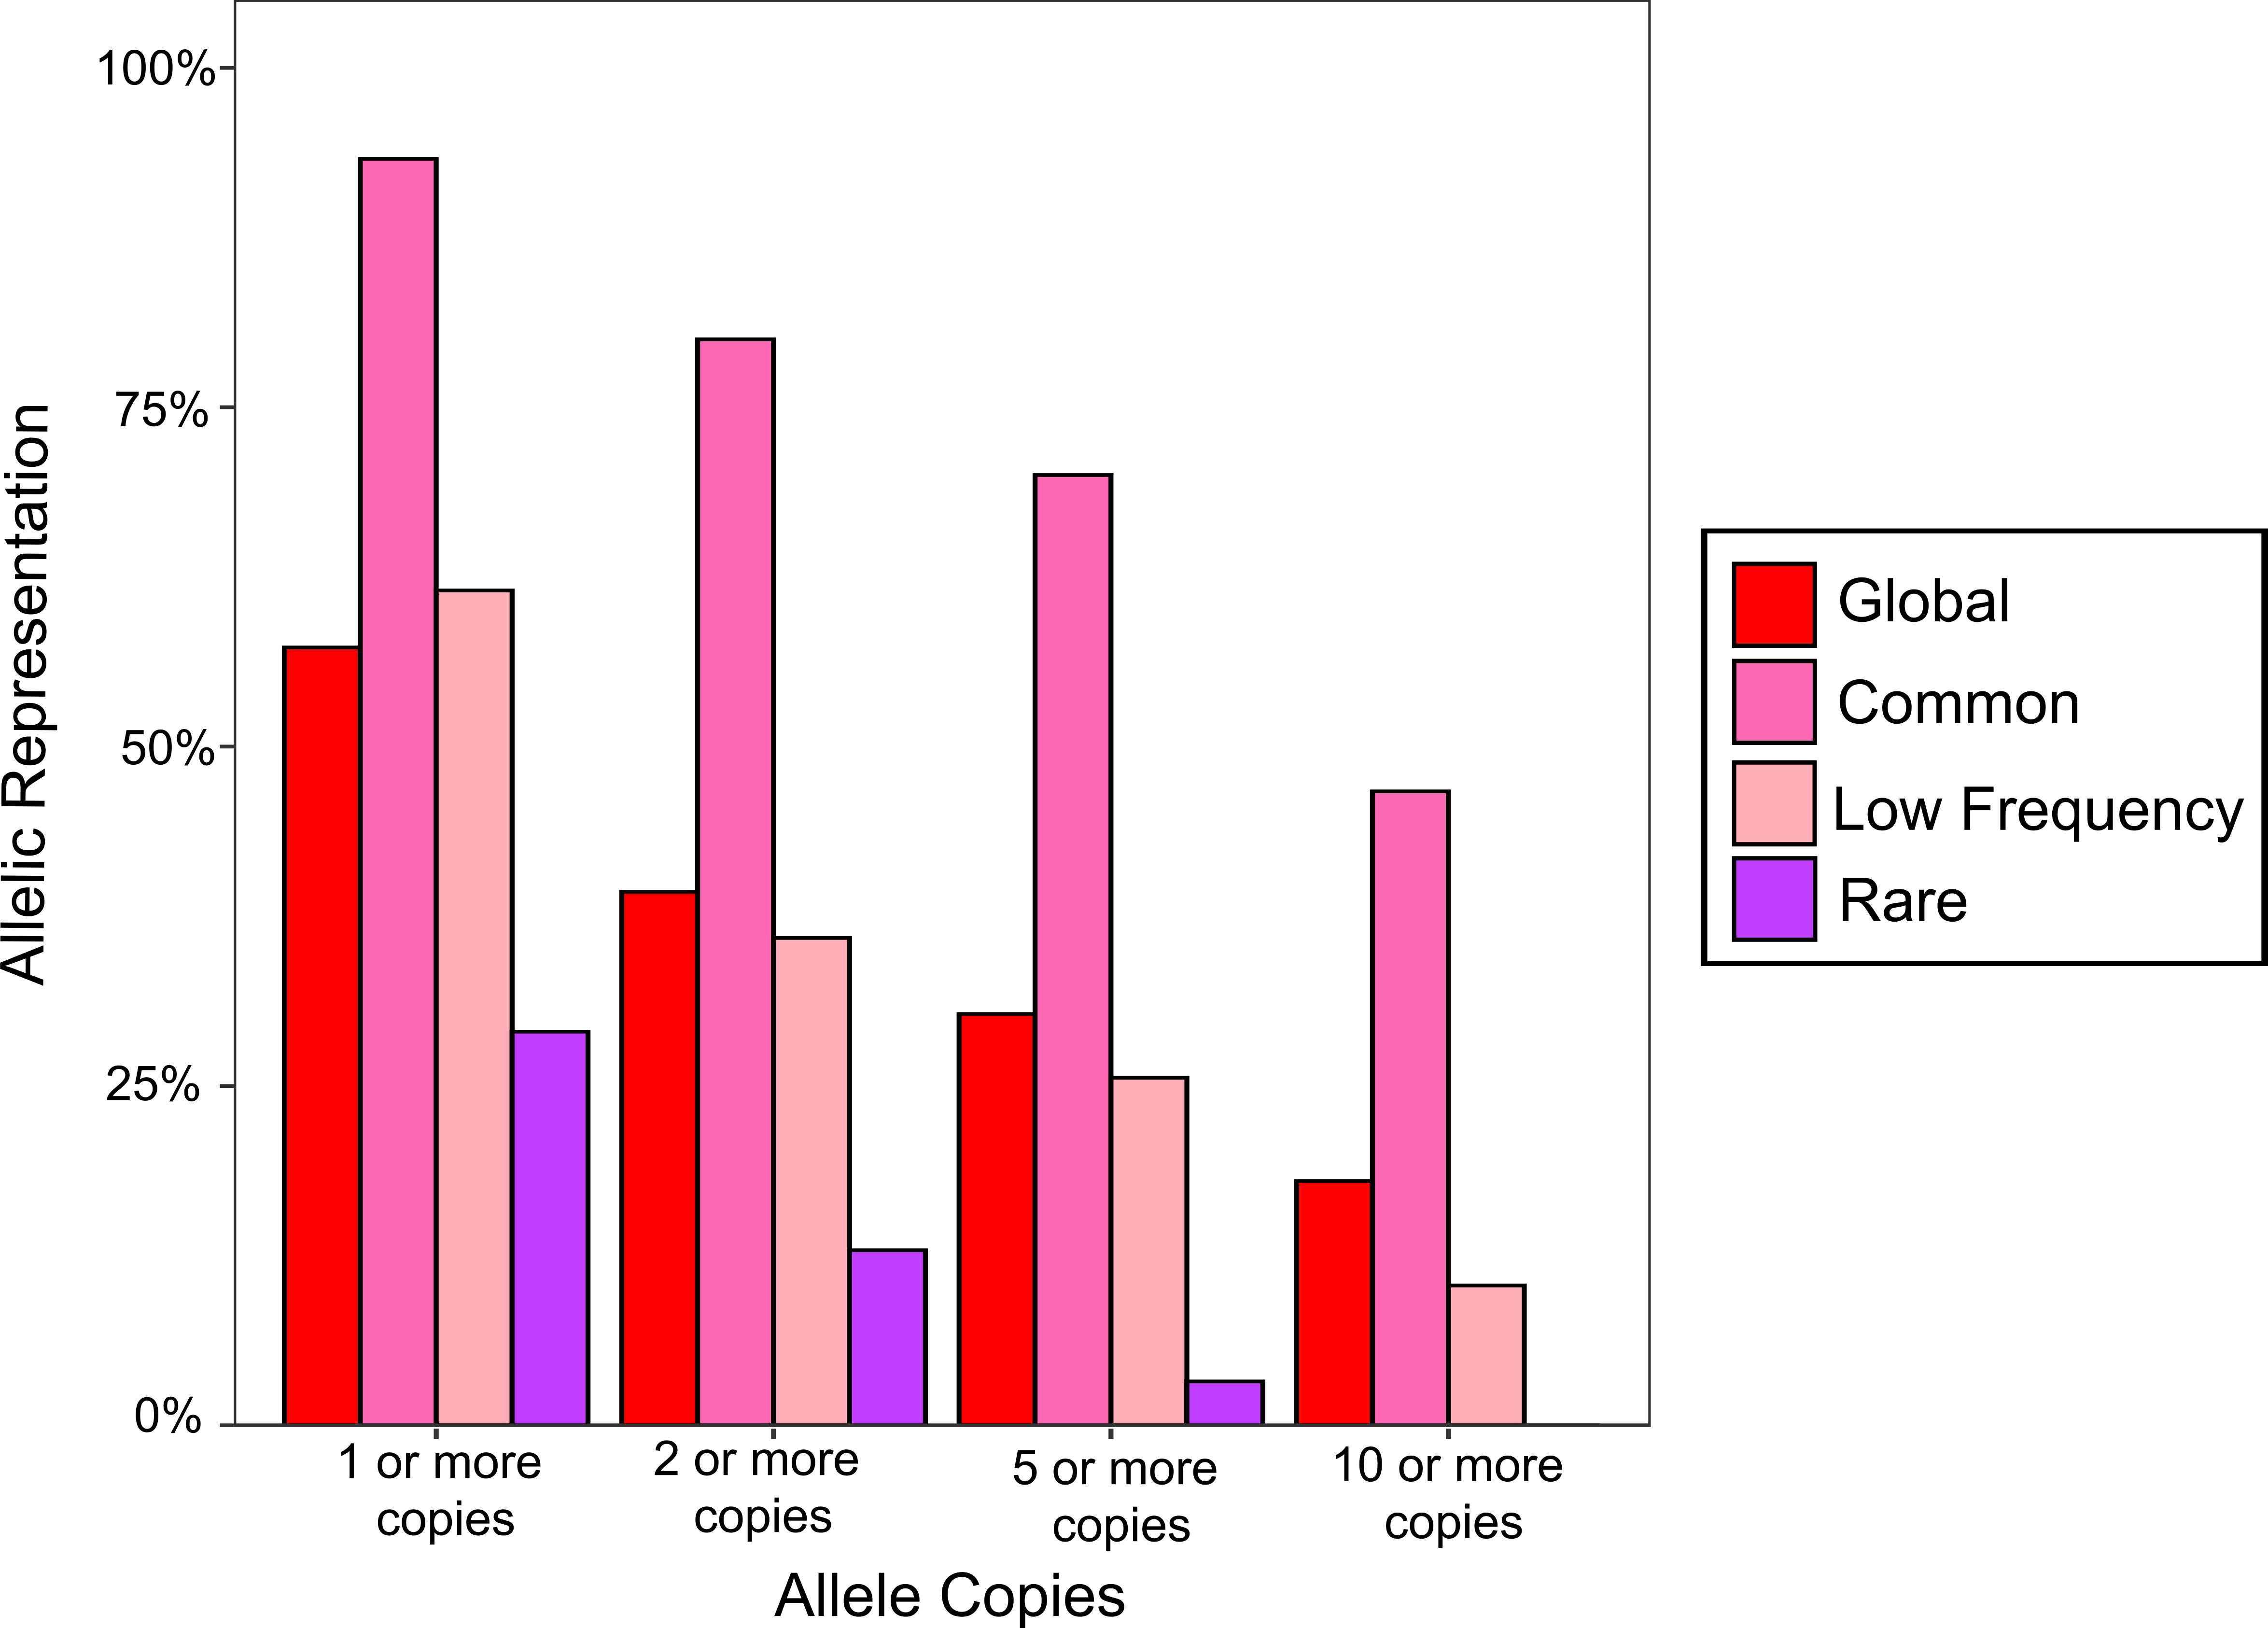 Allelic Representation
100%
75%
50%
25%
0%
1 or more
copies
2 or more
copies
5 or more
copies
10 or more
copies
Allele Copies
Global
Common
Low Frequency
Rare